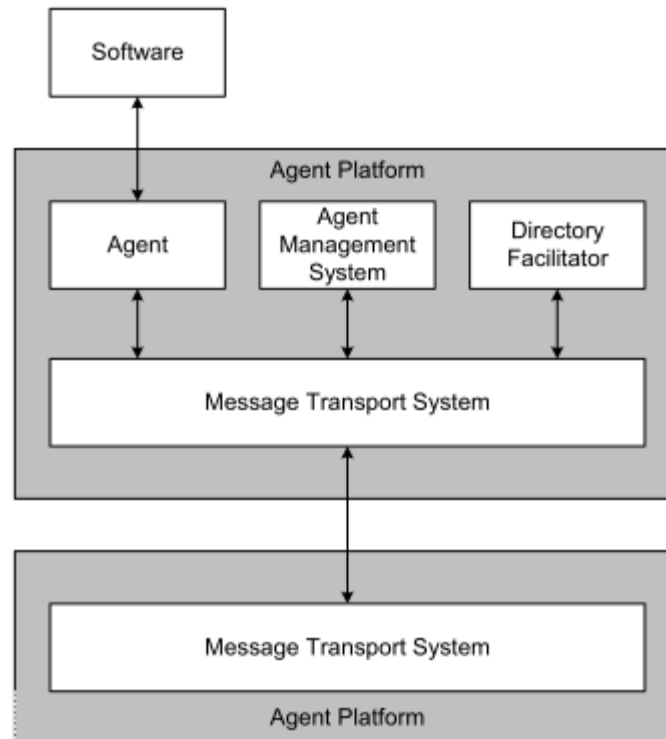 Software
Agent Platform
Agent
Agent
Management
System
Directory
Facilitator
Message Transport System
Message Transport System
Agent Platform